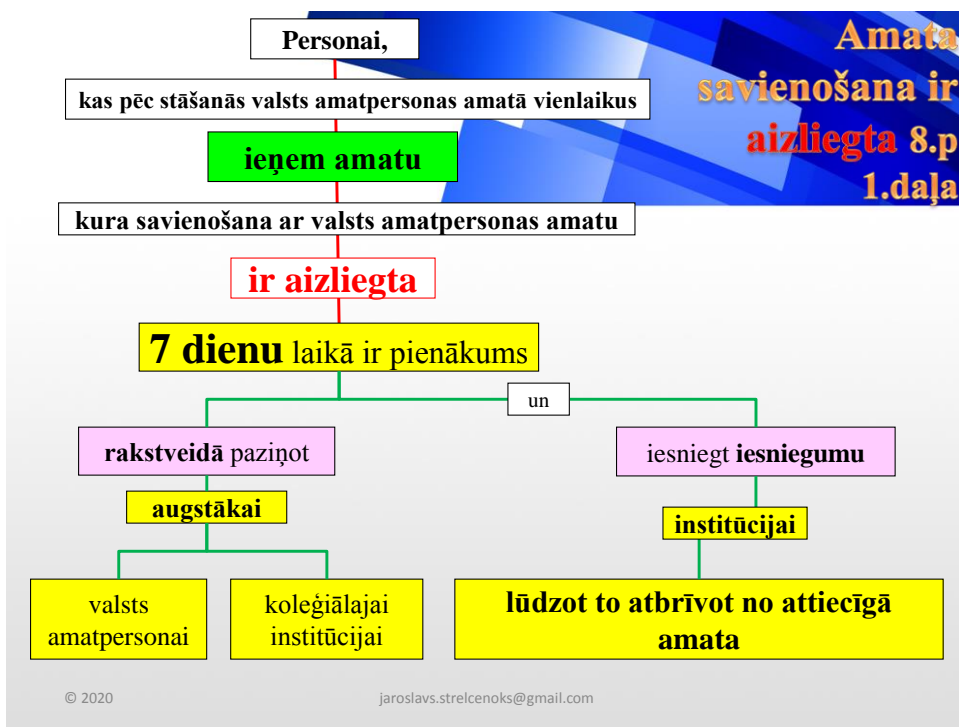 Personai,
Amata
savienošana ir
aizliegta 8.p
1.daļa
kas pēc stāšanās valsts amatpersonas amatā vienlaikus
ieņem amatu
kura savienošana ar valsts amatpersonas amatu
ir aizliegta
7 dienu laikā ir pienākums
un
rakstveidā paziņot
iesniegt iesniegumu
augstākai
institūcijai
valsts
amatpersonai
koleģiālajai
institūcijai
lūdzot to atbrīvot no attiecīgā
amata
© 2020
jaroslavs.strelcenoks@gmail.com